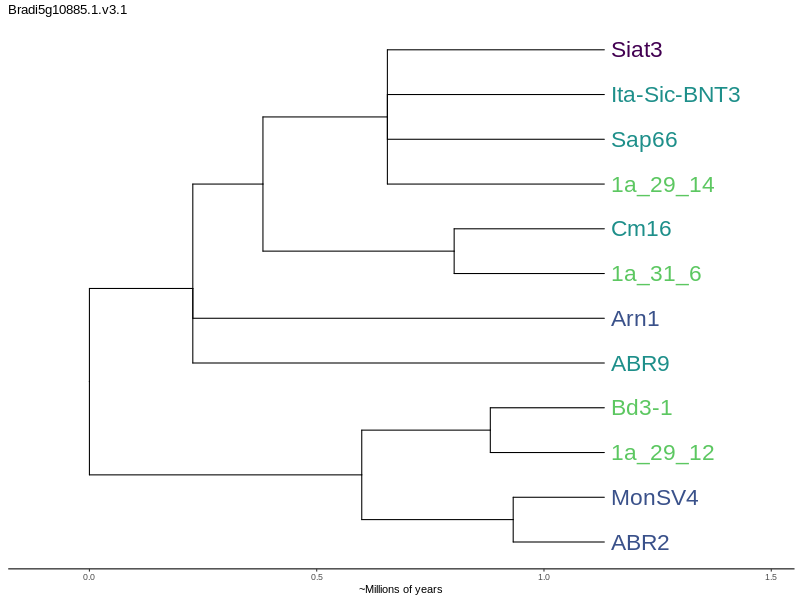 Bradi5g10885.1.v3.1
Siat3
Ita-Sic-BNT3
Sap66
1a_29_14
Cm16
1a_31_6
Arn1
ABR9
Bd3-1
1a_29_12
MonSV4
ABR2
0.0 0.5 1.0 1.5
~Millions of years